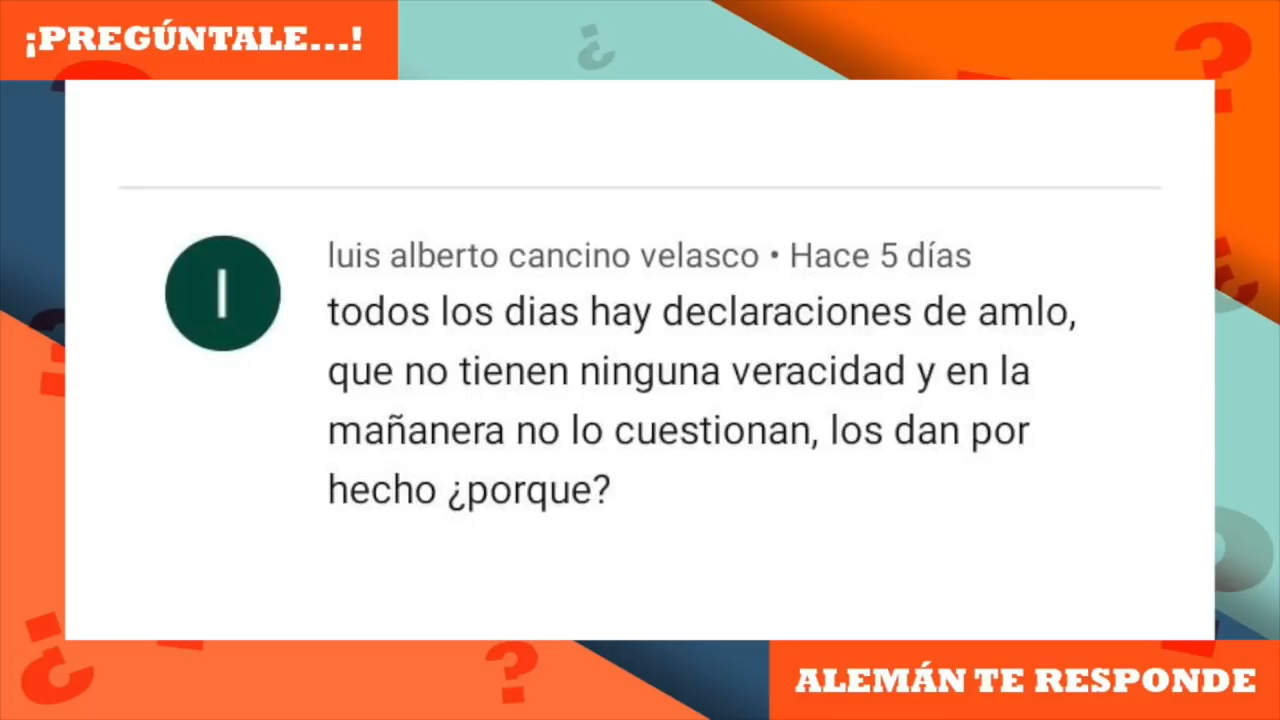 ¡PREGÚNTALE...!
l
luis alberto cancino velasco • Hace 5 días
todos los dias hay declaraciones de amlo,
que no tienen ninguna veracidad y en la
mañanera no lo cuestionan, los dan por
hecho ¿porque?
ALEMÁN TE RESPONDE